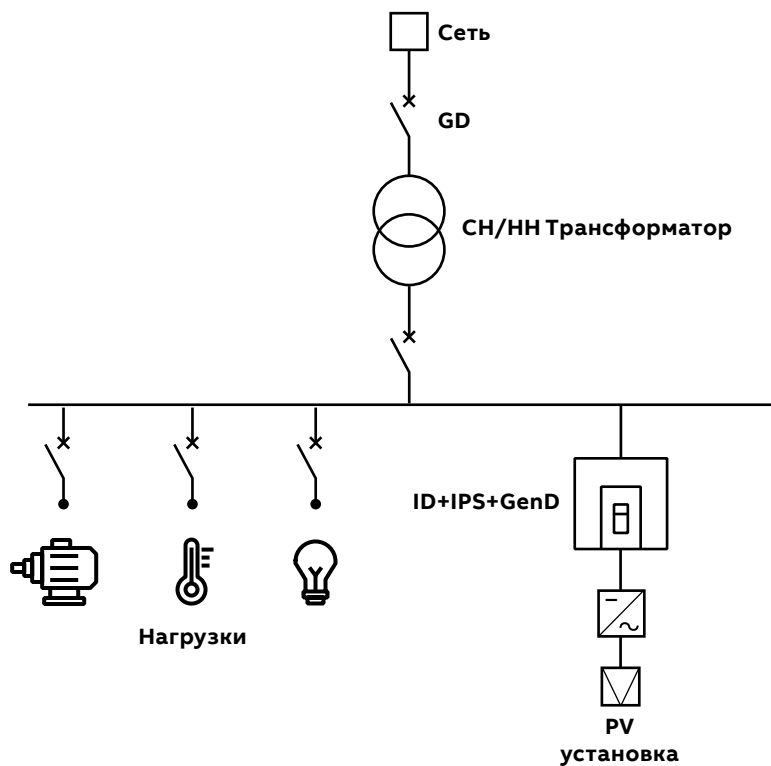 Сеть
GD
СН/НН Трансформатор
ID+IPS+GenD
Нагрузки
PV
установка